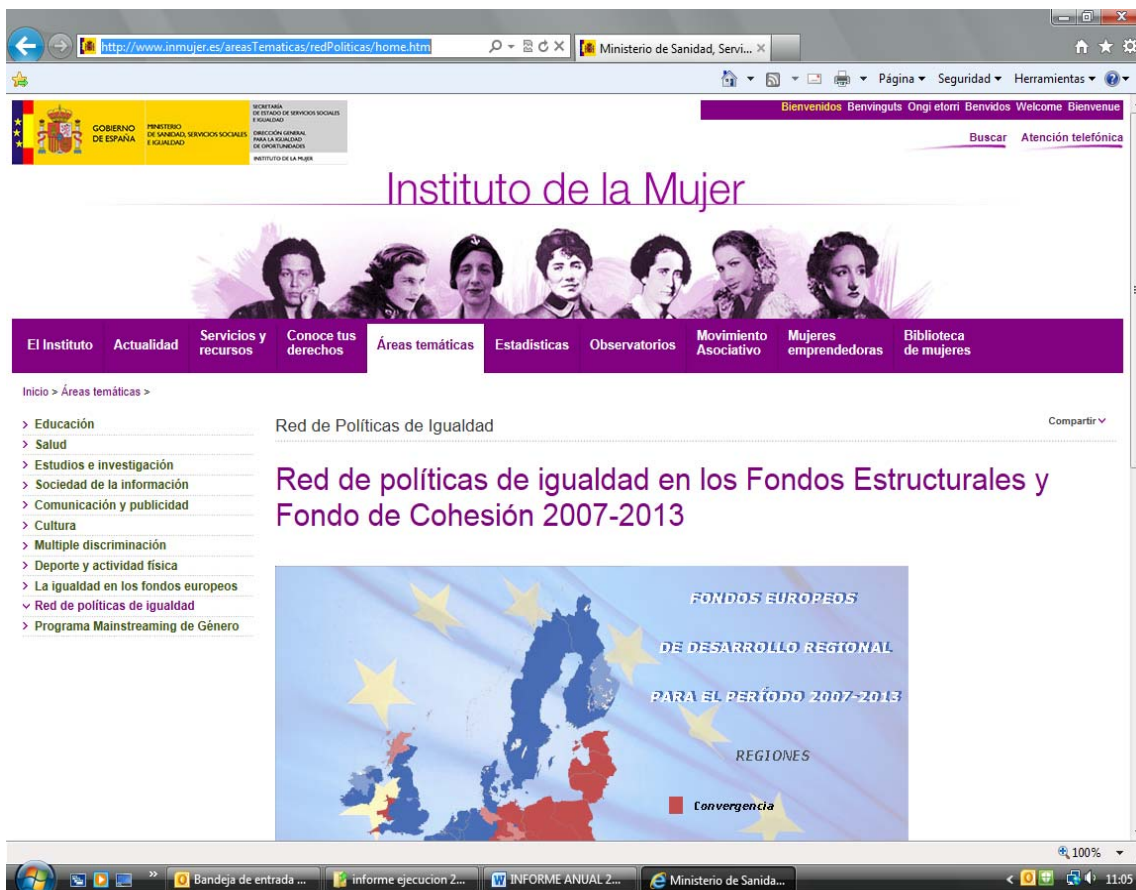 http://www.inmujer.es/areasTematicas/redPoliticas/home.htm
Ministerio de Sanidad, Servi...
Página Seguridad Herramientas
GOBIERNO
DE ESPAÑA
MINISTERIO
DE SANIDAD, SERVICIOS SOCIALES
E IGUALDAD
SECRETARÍA
DE ESTADO DE SERVICIOS SOCIALES
E IGUALDAD
DIRECCIÓN GENERAL
PARA LA IGUALDAD
DE OPORTUNIDADES
INSTITUTO DE LA MUJER
Bienvenidos Benvinguts Ongi etorri Benvidos Welcome Bienvenue
Buscar Atención telefónica
Instituto de la Mujer
El Instituto
Actualidad
Servicios y
recursos
Conoce tus
derechos
Áreas temáticas
Estadísticas
Observatorios
Movimiento
Asociativo
Mujeres
emprendedoras
Biblioteca
de mujeres
Inicio > Áreas temáticas >
> Educación
> Salud
> Estudios e investigación
> Sociedad de la información
> Comunicación y publicidad
> Cultura
> Multiple discriminación
> Deporte y actividad física
> La igualdad en los fondos europeos
Red de políticas de igualdad
> Programa Mainstreaming de Género
Red de Políticas de Igualdad
Compartir
Red de políticas de igualdad en los Fondos Estructurales y
Fondo de Cohesión 2007-2013
FONDOS EUROPEOS
DE DESARROLLO REGIONAL
PARA EL PERÍODO 2007-2013
REGIONES
Convergencia
100%
Bandeja de entrada ...
informe ejecucion 2...
INFORME ANUAL 2...
Ministerio de Sanida...
11:05